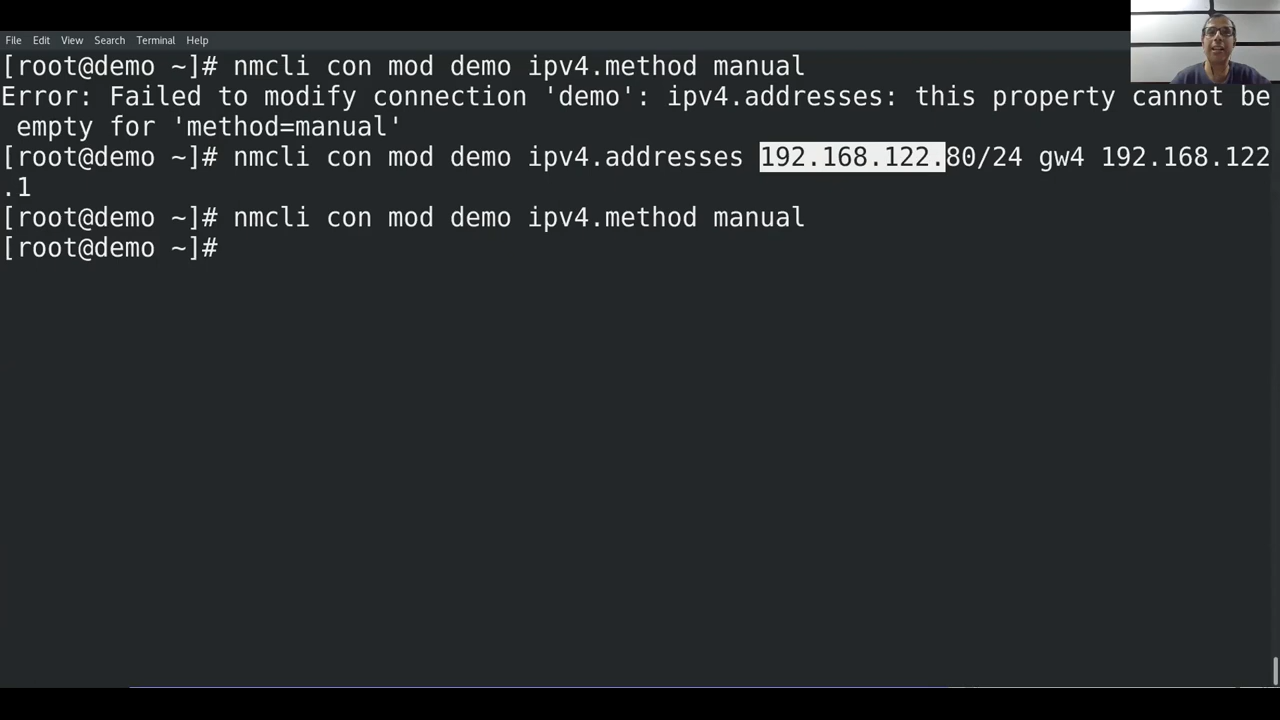 File Edit View Search Terminal Help
[root@demo ~]# nmcli con mod demo ipv4.method manual
Error: Failed to modify connection 'demo': ipv4.addresses: this property cannot be
 empty for 'method=manual'
[root@demo ~]# nmcli con mod demo ipv4.addresses 192.168.122.80/24 gw4 192.168.122
.1
[root@demo ~]# nmcli con mod demo ipv4.method manual
[root@demo ~]#